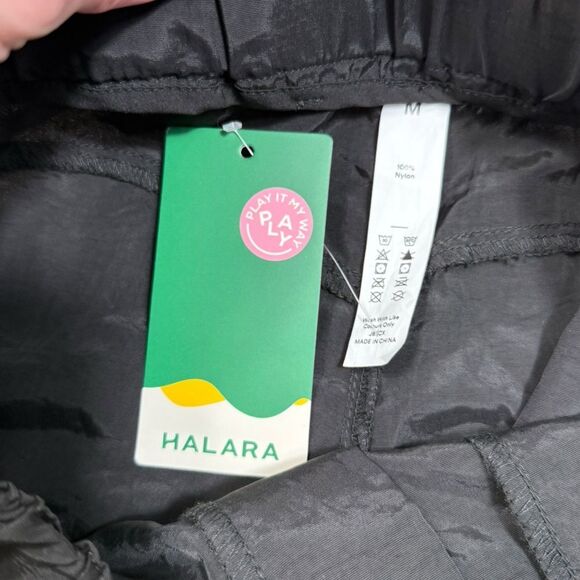 PLAY IT MY WAY
PLAY
HALARA
M
100%
Nylon
Wash With Like
Colours Only
MADE IN CHINA